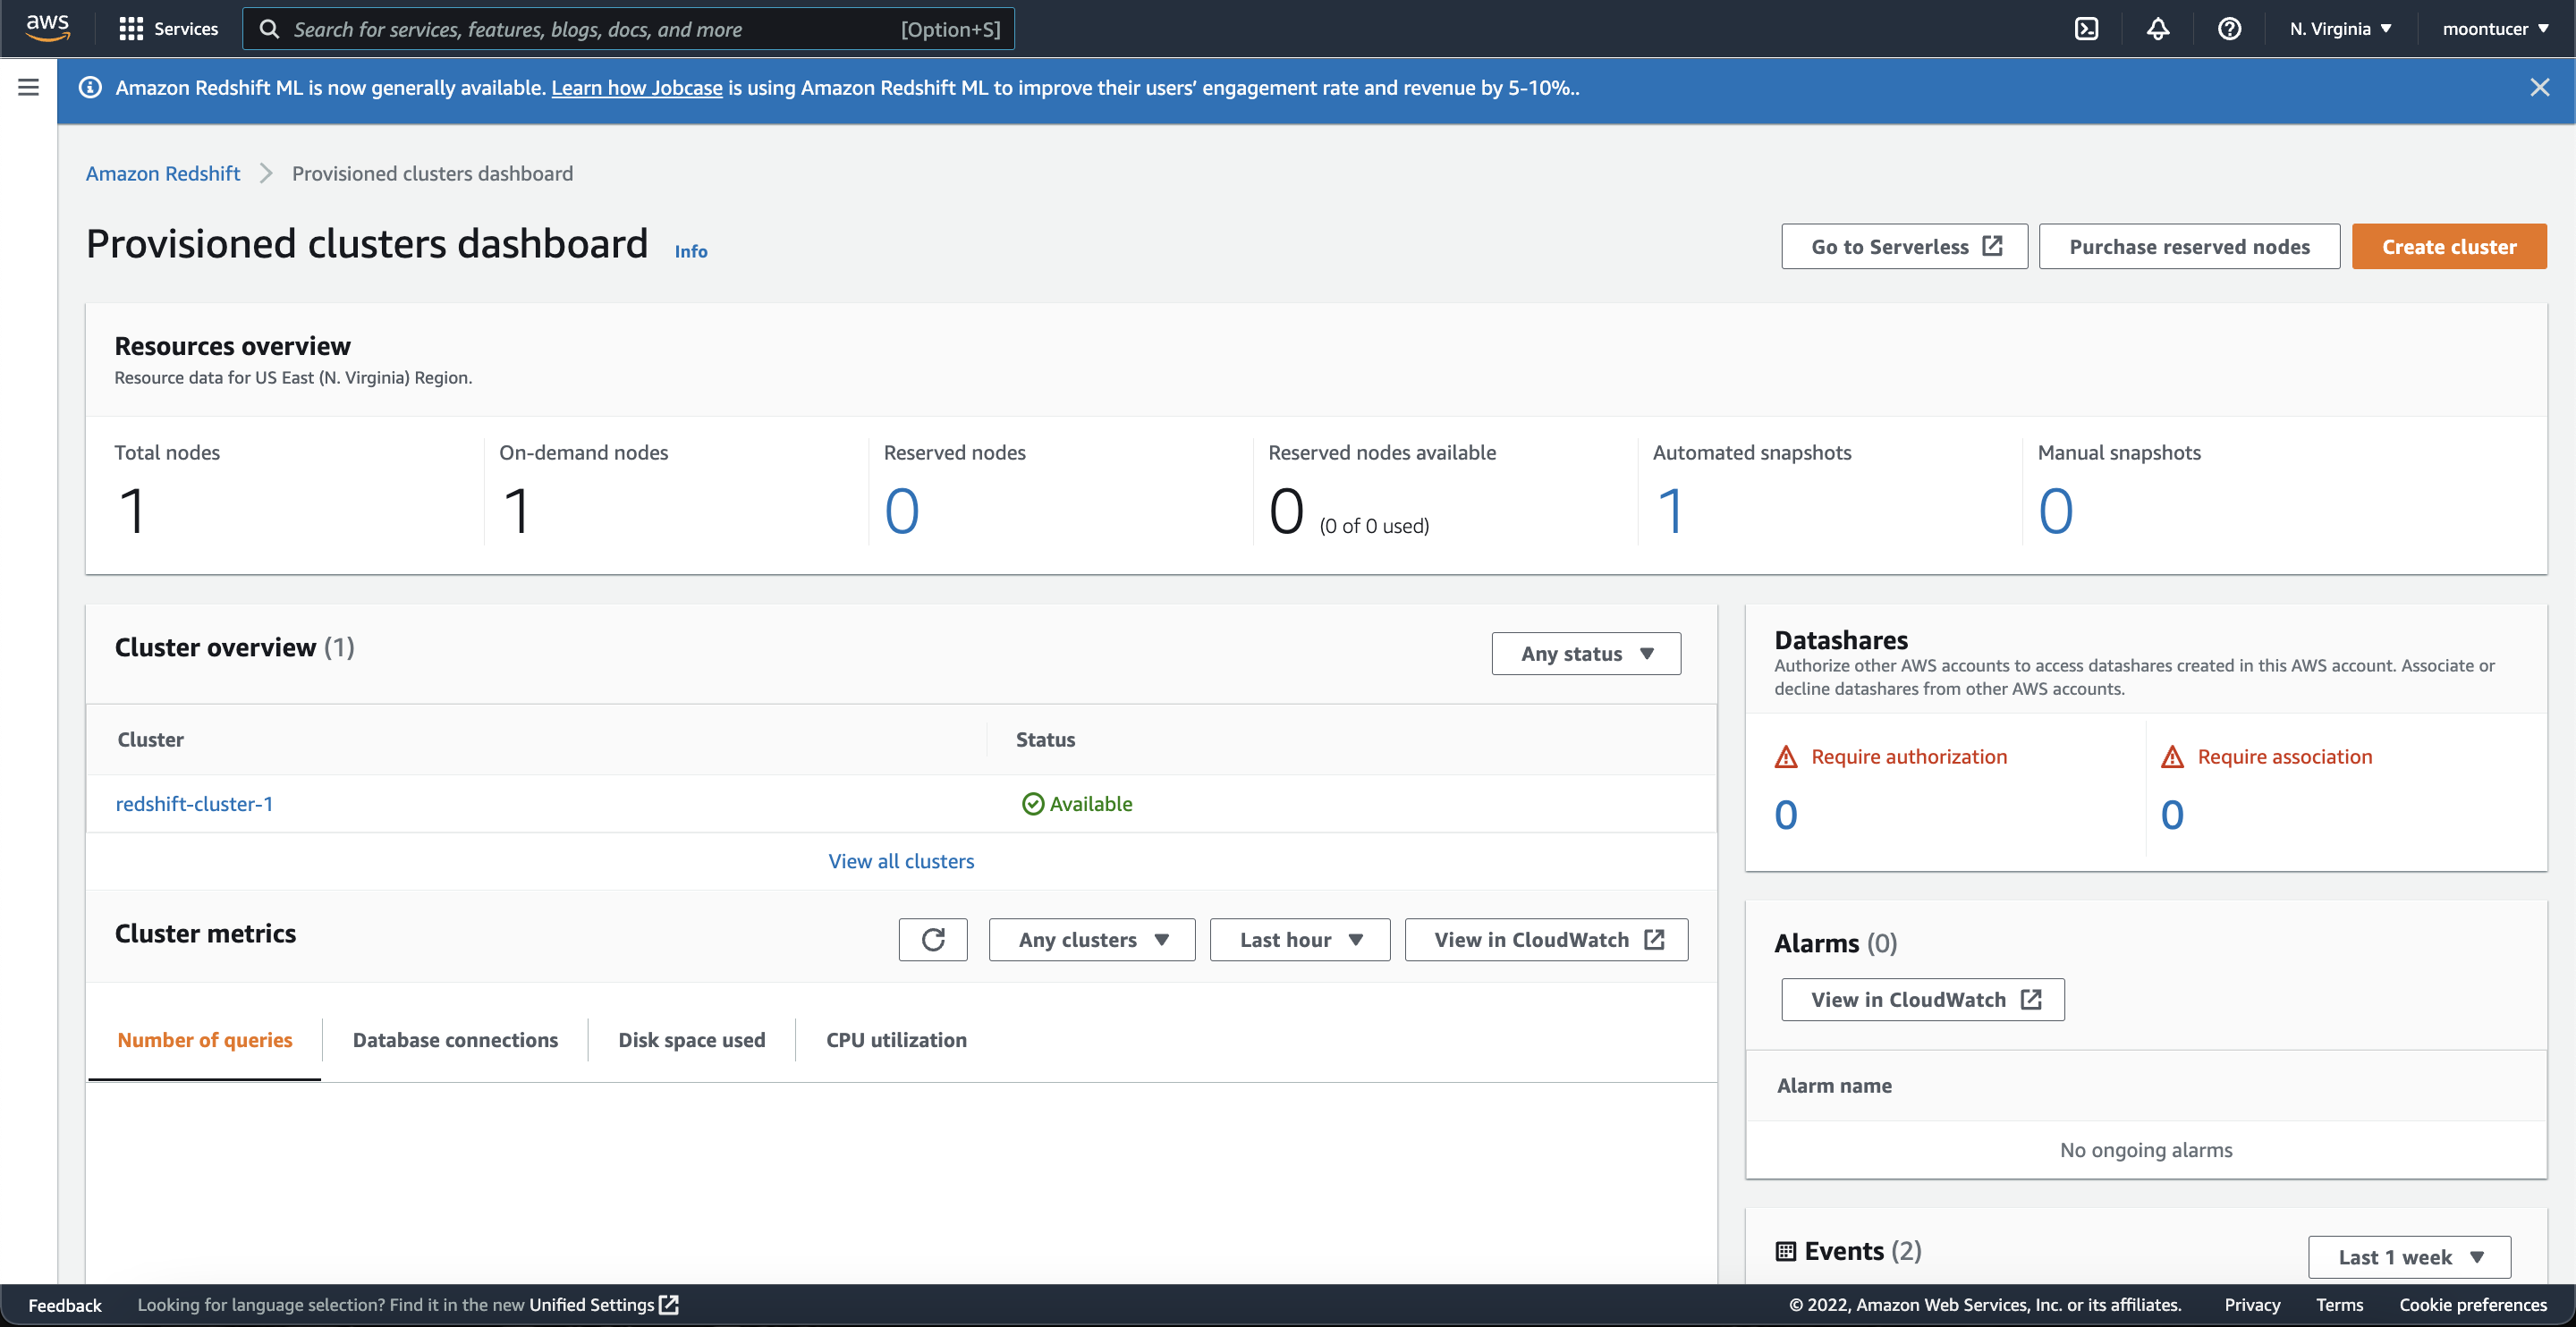 aws
Services
Search for services, features, blogs, docs, and more
[Option+S]
N. Virginia
moontucer
Amazon Redshift ML is now generally available. Learn how Jobcase is using Amazon Redshift ML to improve their users’ engagement rate and revenue by 5-10%..
Amazon Redshift
Provisioned clusters dashboard
Provisioned clusters dashboard
Info
Go to Serverless
Purchase reserved nodes
Create cluster
Resources overview
Resource data for US East (N. Virginia) Region.
Total nodes
1
On-demand nodes
1
Reserved nodes
0
Reserved nodes available
0 (0 of 0 used)
Automated snapshots
1
Manual snapshots
0
Cluster overview (1)
Any status
Cluster
Status
redshift-cluster-1
Available
View all clusters
Cluster metrics
Any clusters
Last hour
View in CloudWatch
Number of queries
Database connections
Disk space used
CPU utilization
Datashares
Authorize other AWS accounts to access datashares created in this AWS account. Associate or
decline datashares from other AWS accounts.
Require authorization
0
Require association
0
Alarms (0)
View in CloudWatch
Alarm name
No ongoing alarms
Events (2)
Last 1 week
Feedback
Looking for language selection? Find it in the new Unified Settings
© 2022, Amazon Web Services, Inc. or its affiliates.
Privacy
Terms
Cookie preferences